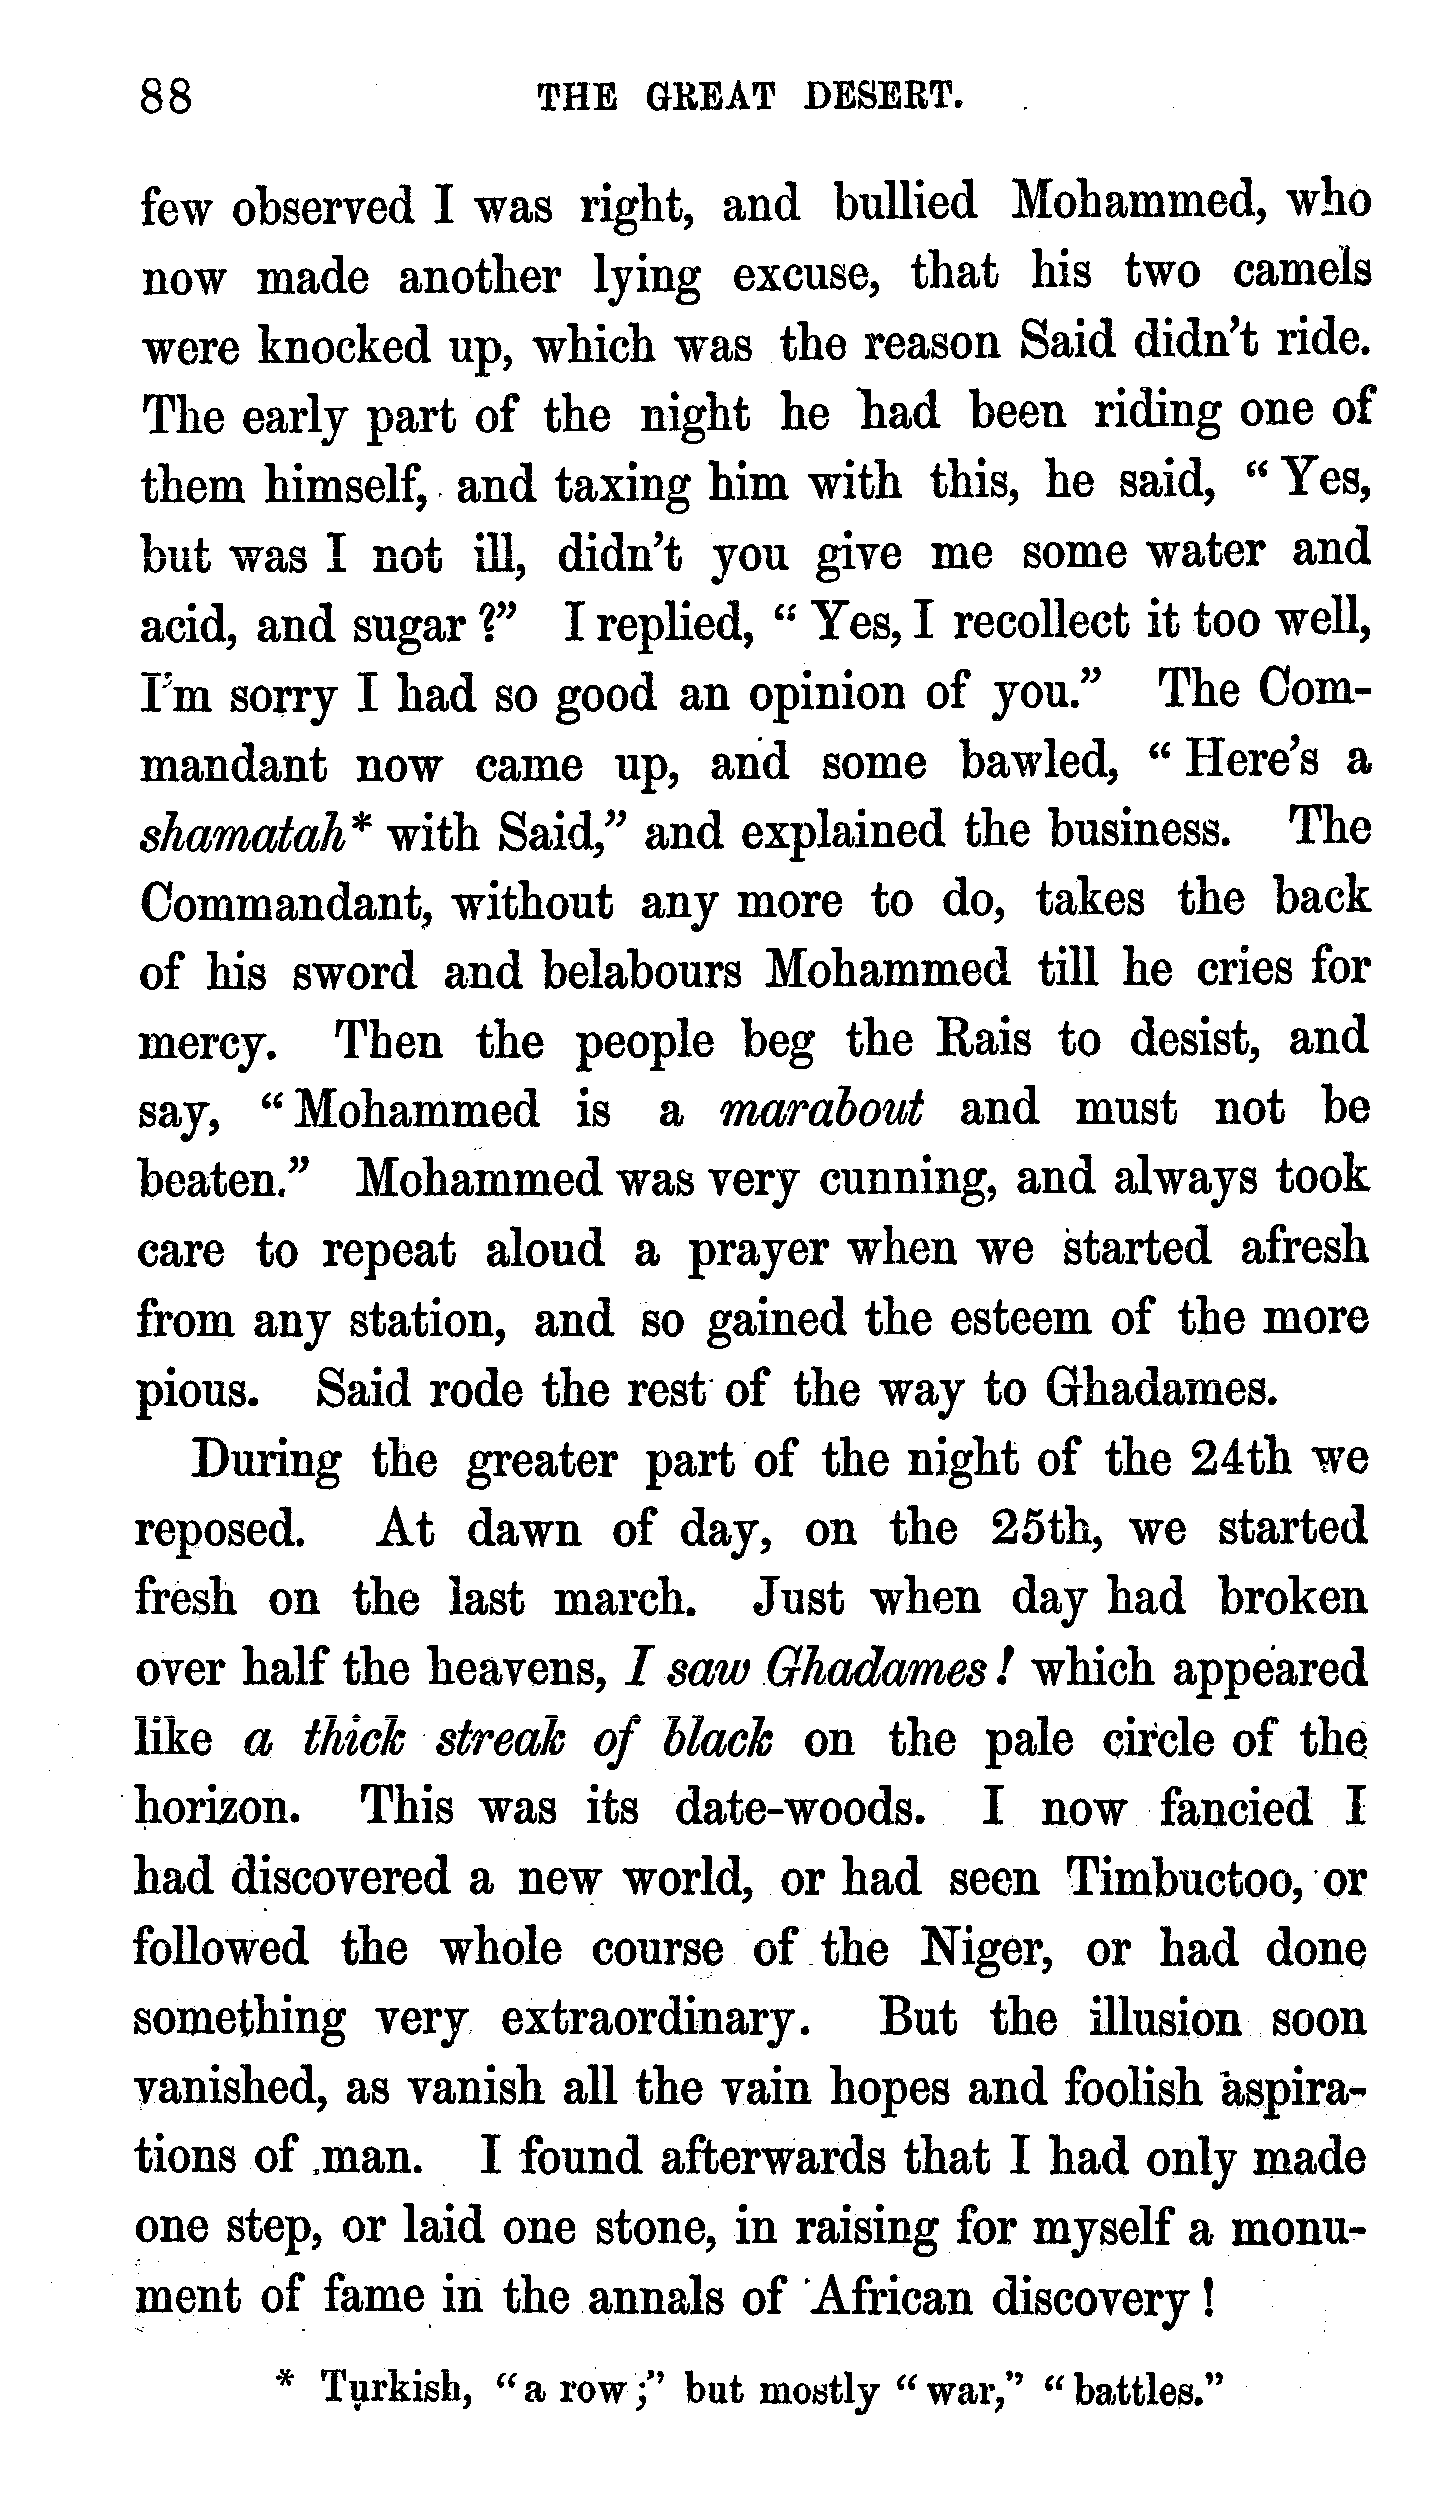 88 THE GREAT DESERT.
few observed I was right, and bullied Mohammed, who
now made another lying excuse, that his two camels
were knocked up, which was the reason Said didn't ride.
The early part of the night he had been riding one of
them himself, and taxing him with this, he said, "Yes,
but was I not ill, didn't you give me some water and
acid, and sugar?" I replied, "Yes, I recollect it too well,
I'm sorry I had so good an opinion of you." The Com-
mandant now came up, and some bawled, "Here's a
shamatah* with Said," and explained the business. The
Commandant, without any more to do, takes the back
of his sword and belabours Mohammed till he cries for
mercy. Then the people beg the Rais to desist, and
say, "Mohammed is a marabout and must not be
beaten." Mohammed was very cunning, and always took
care to repeat aloud a prayer when we started afresh
from any station, and so gained the esteem of the more
pious. Said rode the rest of the way to Ghadames.
During the greater part of the night of the 24th we
reposed. At dawn of day, on the 25th, we started
fresh on the last march. Just when day had broken
over half the heavens, I saw Ghadames! which appeared
like a thick streak of black on the pale circle of the
horizon. This was its date-woods. I now fancied I
had discovered a new world, or had seen Timbuctoo, or
followed the whole course of the Niger, or had done
something very extraordinary. But the illusion soon
vanished, as vanish all the vain hopes and foolish aspira-
tions of man. I found afterwards that I had only made
one step, or laid one stone, in raising for myself a monu-
ment of fame in the annals of African discovery!
* Turkish, "a row;" but mostly "war," "battles."